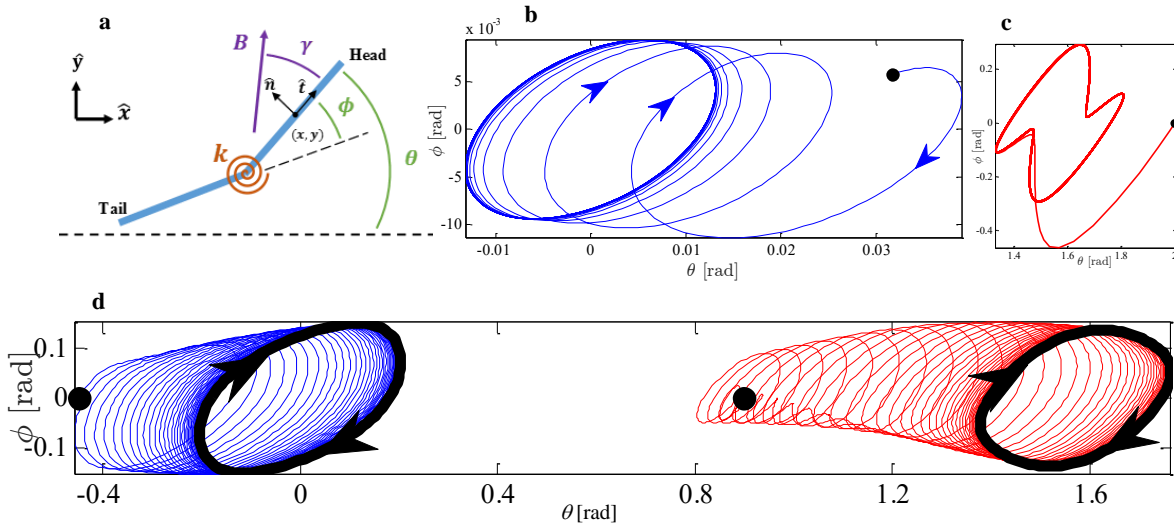 a
ŷ
x̂
B
γ
Head
n̂
t̂
ϕ
(x, y)
θ
k
Tail
b
x 10⁻³
5
0
-5
-10
ϕ [rad]
-0.01
0
0.01
0.02
0.03
θ [rad]
c
0.2
0
-0.2
-0.4
ϕ [rad]
1.4
1.6
1.8
2
θ [rad]
d
0.1
0
-0.1
ϕ [rad]
-0.4
0
0.4
0.8
1.2
1.6
θ [rad]